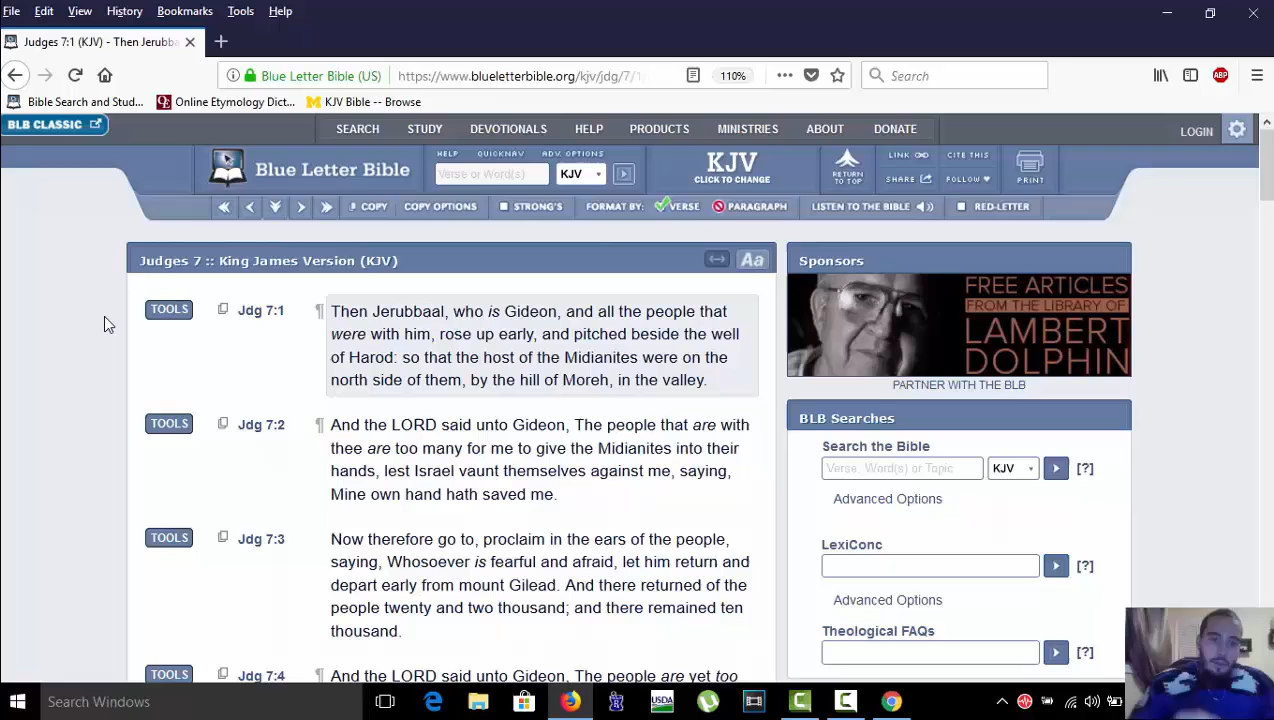 File Edit View History Bookmarks Tools Help
Judges 7:1 (KJV) - Then Jerubba
Blue Letter Bible (US) https://www.blueletterbible.org/kjv/jdg/7/1 110% Search ABP
Bible Search and Stud... Online Etymology Dict... KJV Bible -- Browse
BLB CLASSIC
SEARCH STUDY DEVOTIONALS HELP PRODUCTS MINISTRIES ABOUT DONATE LOGIN
HELP QUICKNAV ADV. OPTIONS
Blue Letter Bible
Verse or Word(s) KJV
KJV
CLICK TO CHANGE
RETURN TO TOP
LINK CITE THIS
SHARE FOLLOW
PRINT
COPY COPY OPTIONS STRONG'S FORMAT BY: VERSE PARAGRAPH LISTEN TO THE BIBLE RED-LETTER
Judges 7 :: King James Version (KJV) Aa
TOOLS Jdg 7:1 ¶ Then Jerubbaal, who is Gideon, and all the people that
were with him, rose up early, and pitched beside the well
of Harod: so that the host of the Midianites were on the
north side of them, by the hill of Moreh, in the valley.
TOOLS Jdg 7:2 ¶ And the LORD said unto Gideon, The people that are with
thee are too many for me to give the Midianites into their
hands, lest Israel vaunt themselves against me, saying,
Mine own hand hath saved me.
TOOLS Jdg 7:3 Now therefore go to, proclaim in the ears of the people,
saying, Whosoever is fearful and afraid, let him return and
depart early from mount Gilead. And there returned of the
people twenty and two thousand; and there remained ten
thousand.
TOOLS Jdg 7:4 ¶ And the LORD said unto Gideon, The people are yet too
Sponsors
FREE ARTICLES
FROM THE LIBRARY OF
LAMBERT
DOLPHIN
PARTNER WITH THE BLB
BLB Searches
Search the Bible
Verse, Word(s) or Topic KJV [?]
Advanced Options
LexiConc
[?]
Advanced Options
Theological FAQs
[?]
Search Windows
USDA